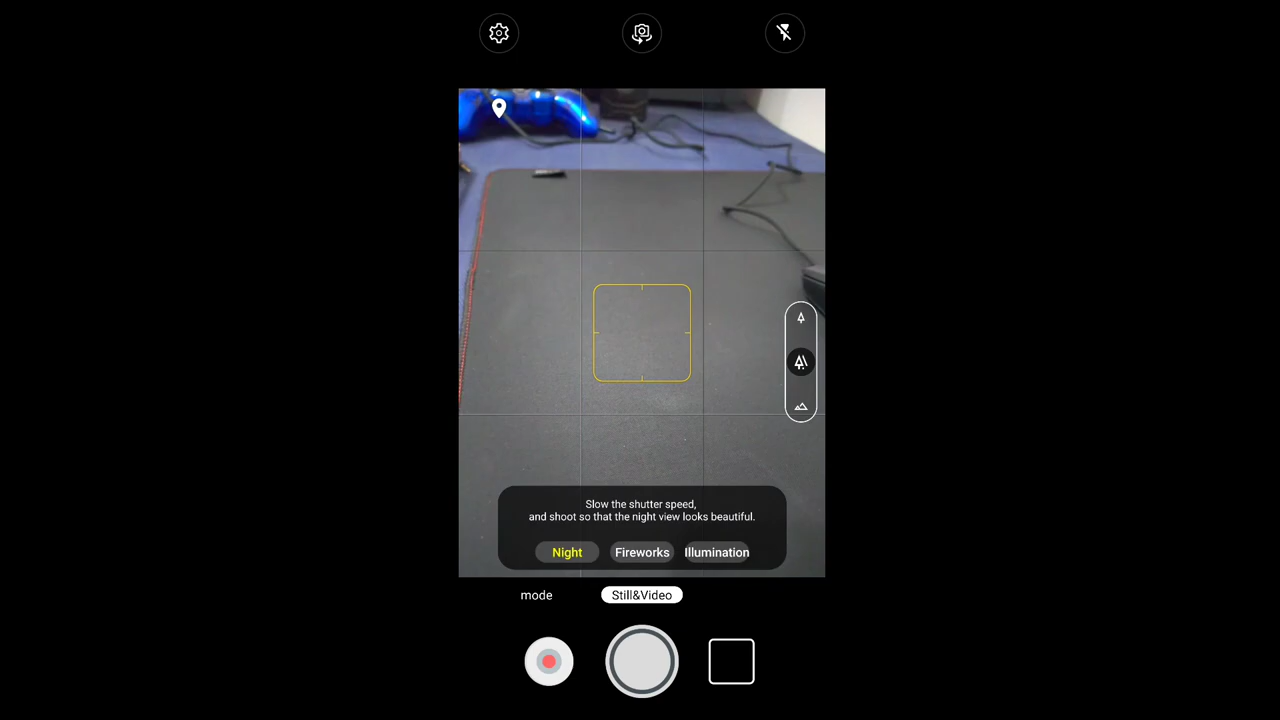 Slow the shutter speed,
and shoot so that the night view looks beautiful.
Night Fireworks Illumination
mode Still&Video